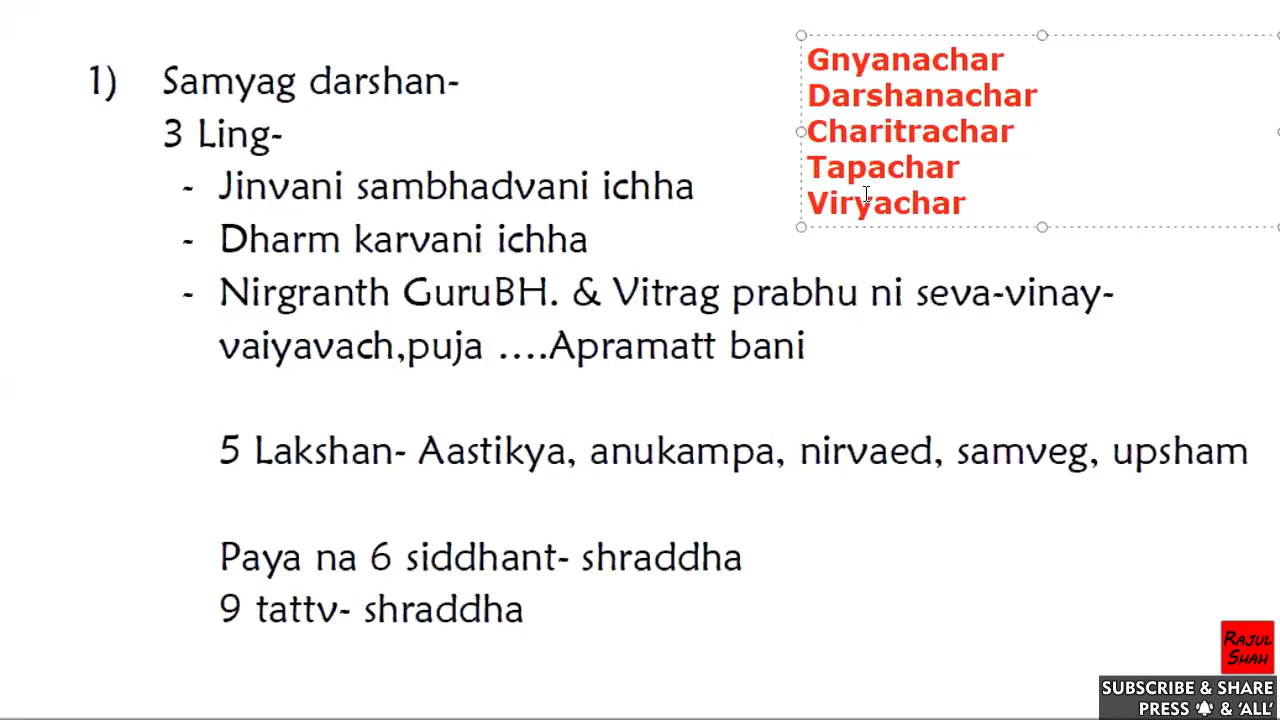 1) Samyag darshan-
3 Ling-
- Jinvani sambhadvani ichha
- Dharm karvani ichha
- Nirgranth GuruBH. & Vitrag prabhu ni seva-vinay-
vaiyavach,puja ....Apramatt bani
5 Lakshan- Aastikya, anukampa, nirvaed, samveg, upsham
Paya na 6 siddhant- shraddha
9 tattv- shraddha
Gnyanachar
Darshanachar
Charitrachar
Tapachar
Viryachar
RAJUL
SHAH
SUBSCRIBE & SHARE
PRESS 🔔 & 'ALL'